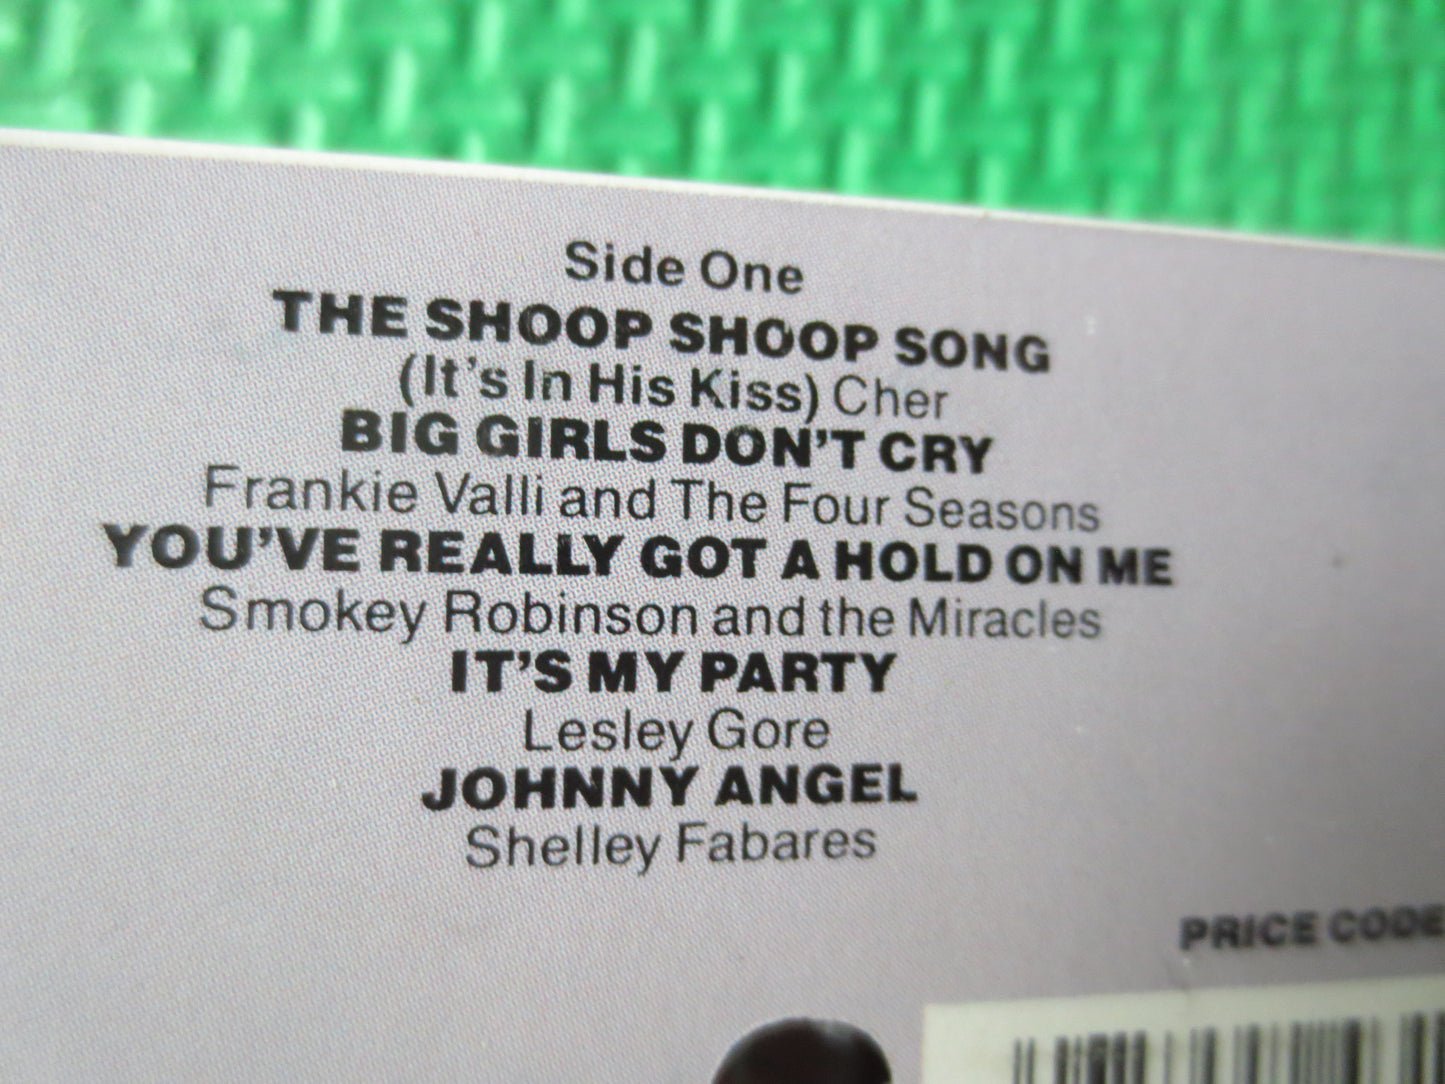 Side One
THE SHOOP SHOOP SONG
(It's In His Kiss) Cher
BIG GIRLS DON'T CRY
Frankie Valli and The Four Seasons
YOU'VE REALLY GOT A HOLD ON ME
Smokey Robinson and the Miracles
IT'S MY PARTY
Lesley Gore
JOHNNY ANGEL
Shelley Fabares
PRICE CODE